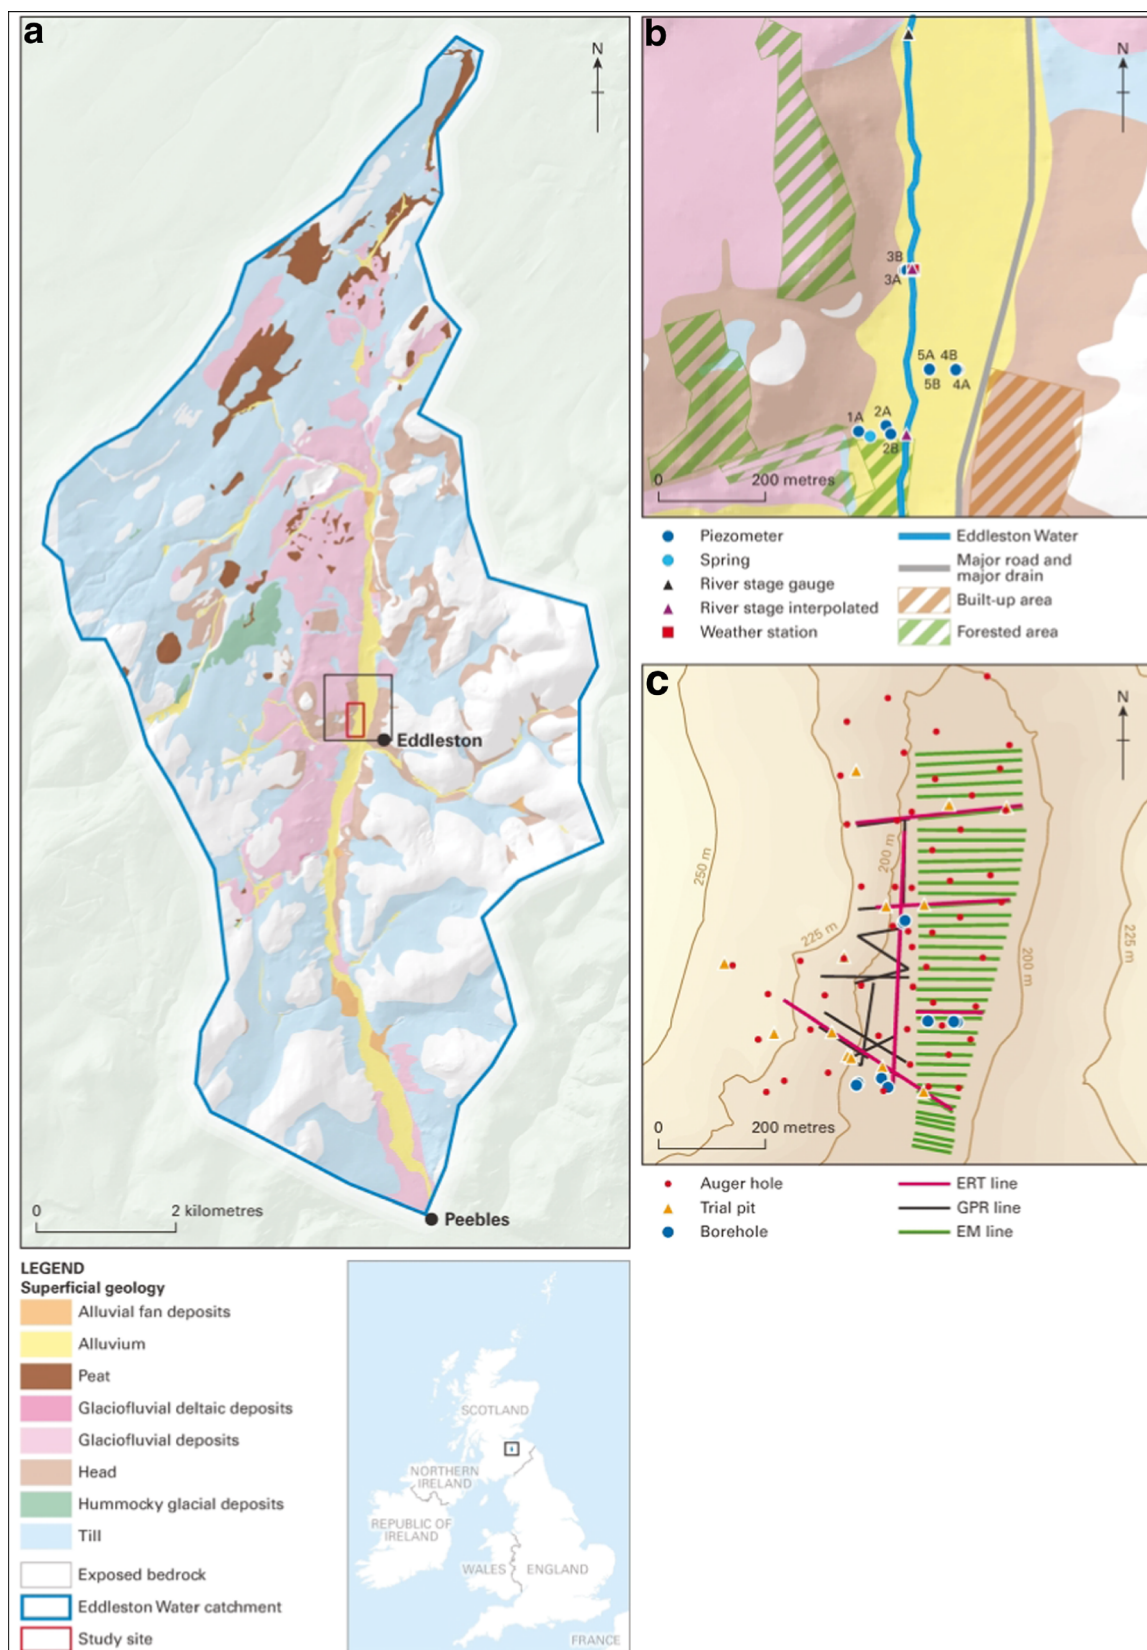 a
N
Eddleston
0
2 kilometres
Peebles
b
N
3B
3A
5A 4B
5B 4A
1A
2A
2B
0
200 metres
Piezometer
Spring
River stage gauge
River stage interpolated
Weather station
Eddleston Water
Major road and
major drain
Built-up area
Forested area
c
N
250 m
200 m
225 m
200 m
225 m
0
200 metres
Auger hole
Trial pit
Borehole
ERT line
GPR line
EM line
LEGEND
Superficial geology
Alluvial fan deposits
Alluvium
Peat
Glaciofluvial deltaic deposits
Glaciofluvial deposits
Head
Hummocky glacial deposits
Till
Exposed bedrock
Eddleston Water catchment
Study site
SCOTLAND
NORTHERN
IRELAND
REPUBLIC OF
IRELAND
WALES
ENGLAND
FRANCE